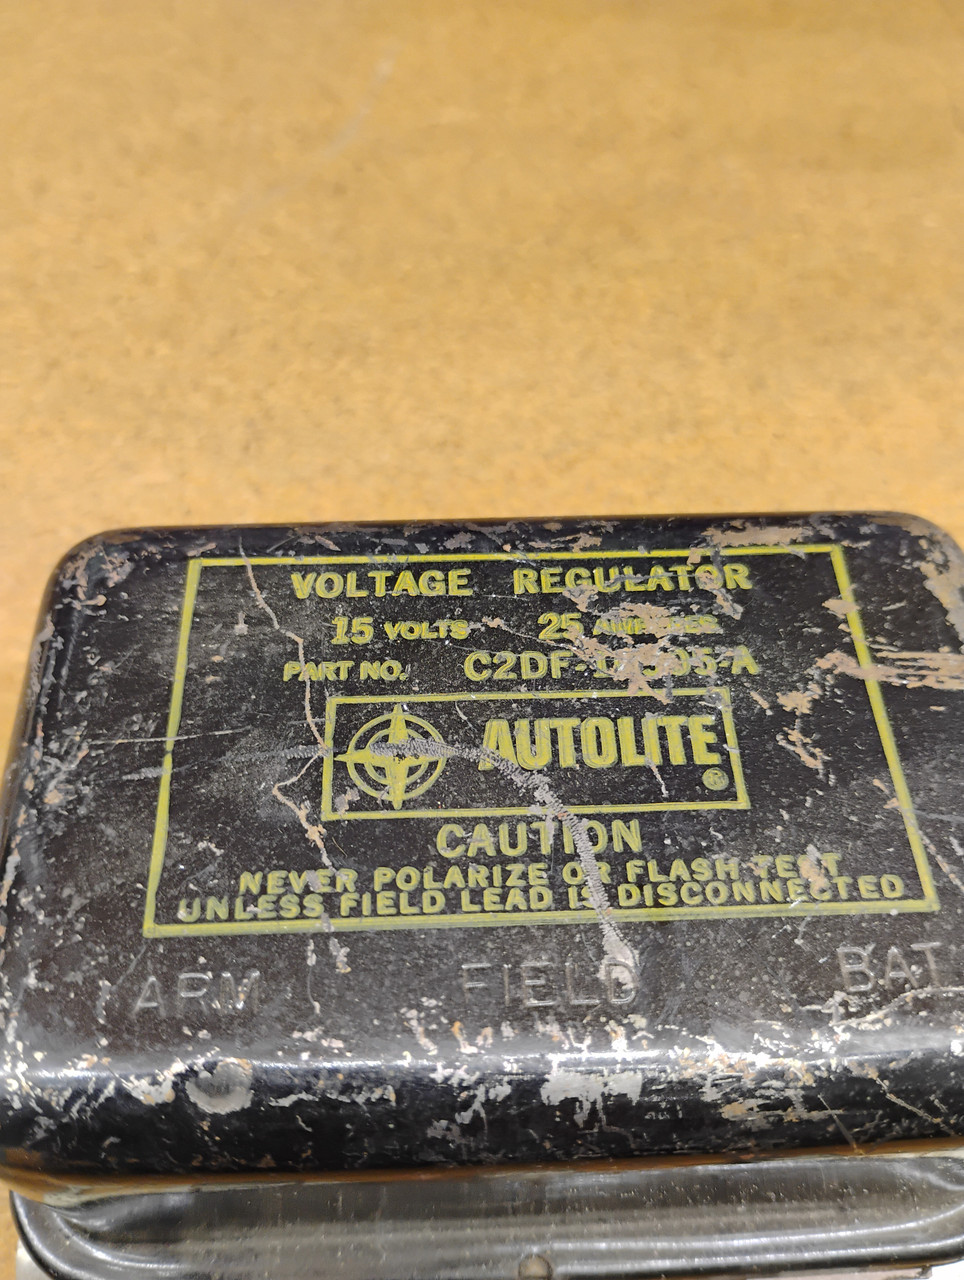 VOLTAGE REGULATOR
15 VOLTS 25 AMPERES
PART NO.
AUTOLITE ®
CAUTION
NEVER POLARIZE OR FLASH TEST
UNLESS FIELD LEAD IS DISCONNECTED
ARM FIELD BAT